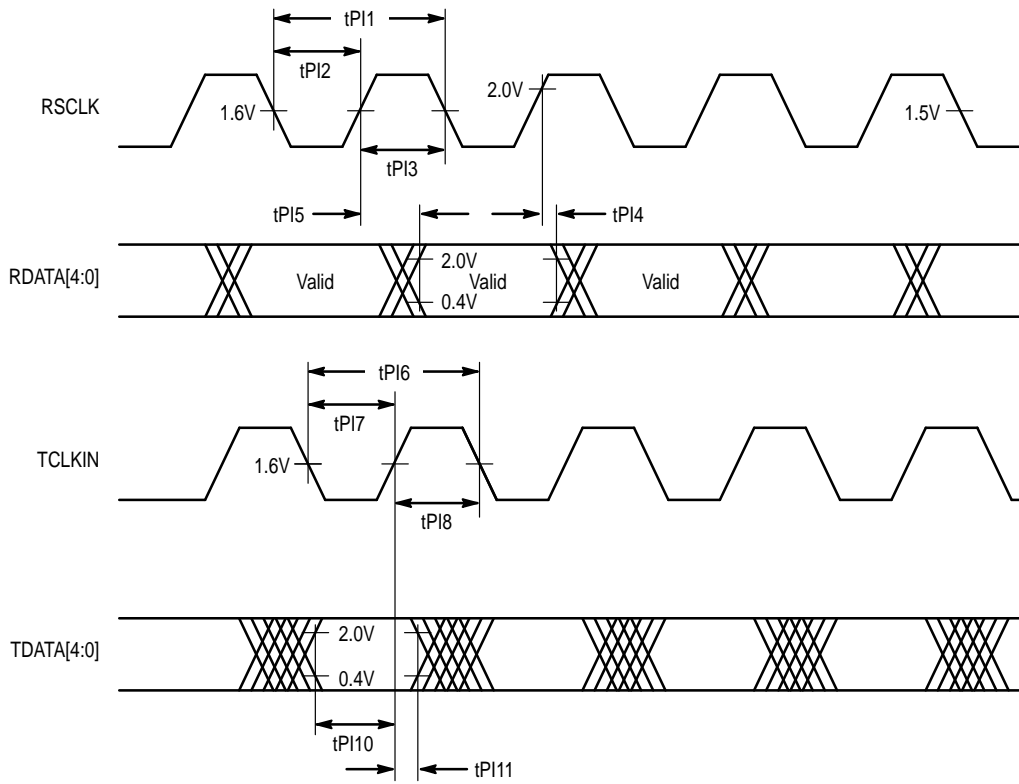 tPI1
tPI2
RSCLK
1.6V
2.0V
1.5V
tPI3
tPI5
tPI4
RDATA[4:0]
Valid
2.0V
Valid
0.4V
Valid
tPI6
tPI7
TCLKIN
1.6V
tPI8
TDATA[4:0]
2.0V
0.4V
tPI10
tPI11